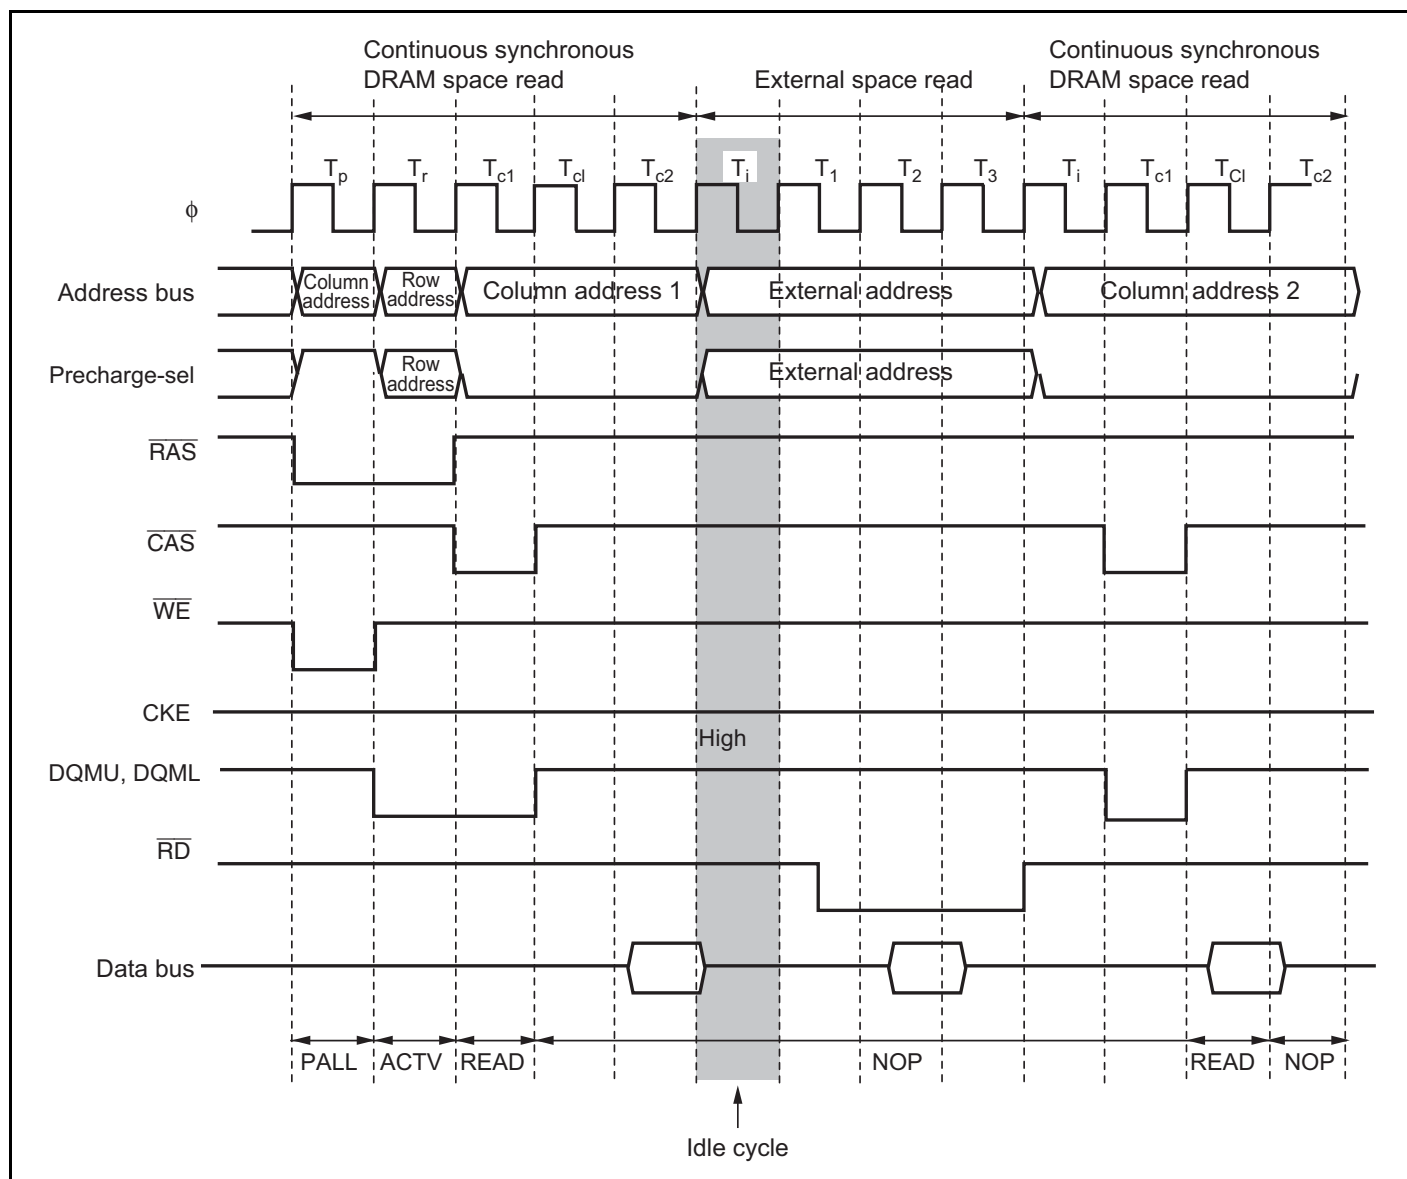 Continuous synchronous
DRAM space read
External space read
Continuous synchronous
DRAM space read
Tp Tr Tc1 Tcl Tc2 Ti T1 T2 T3 Ti Tc1 TCl Tc2
ϕ
Address bus
Column
address
Row
address
Column address 1
External address
Column address 2
Precharge-sel
Row
address
External address
RAS
CAS
WE
CKE
High
DQMU, DQML
RD
Data bus
PALL ACTV READ NOP READ NOP
Idle cycle